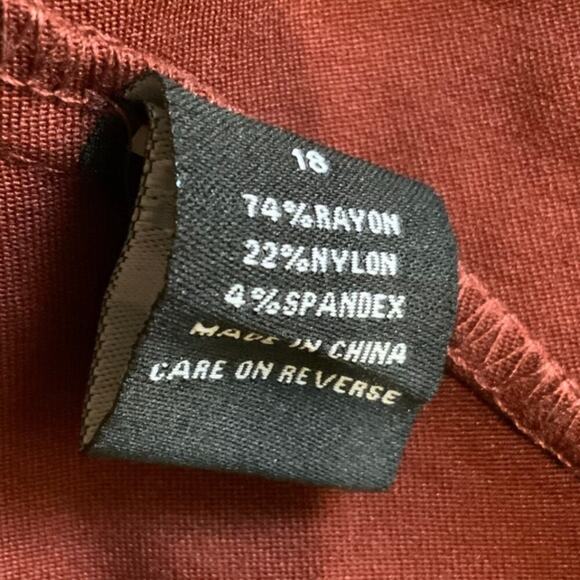 18
74%RAYON
22%NYLON
4%SPANDEX
MADE IN CHINA
CARE ON REVERSE